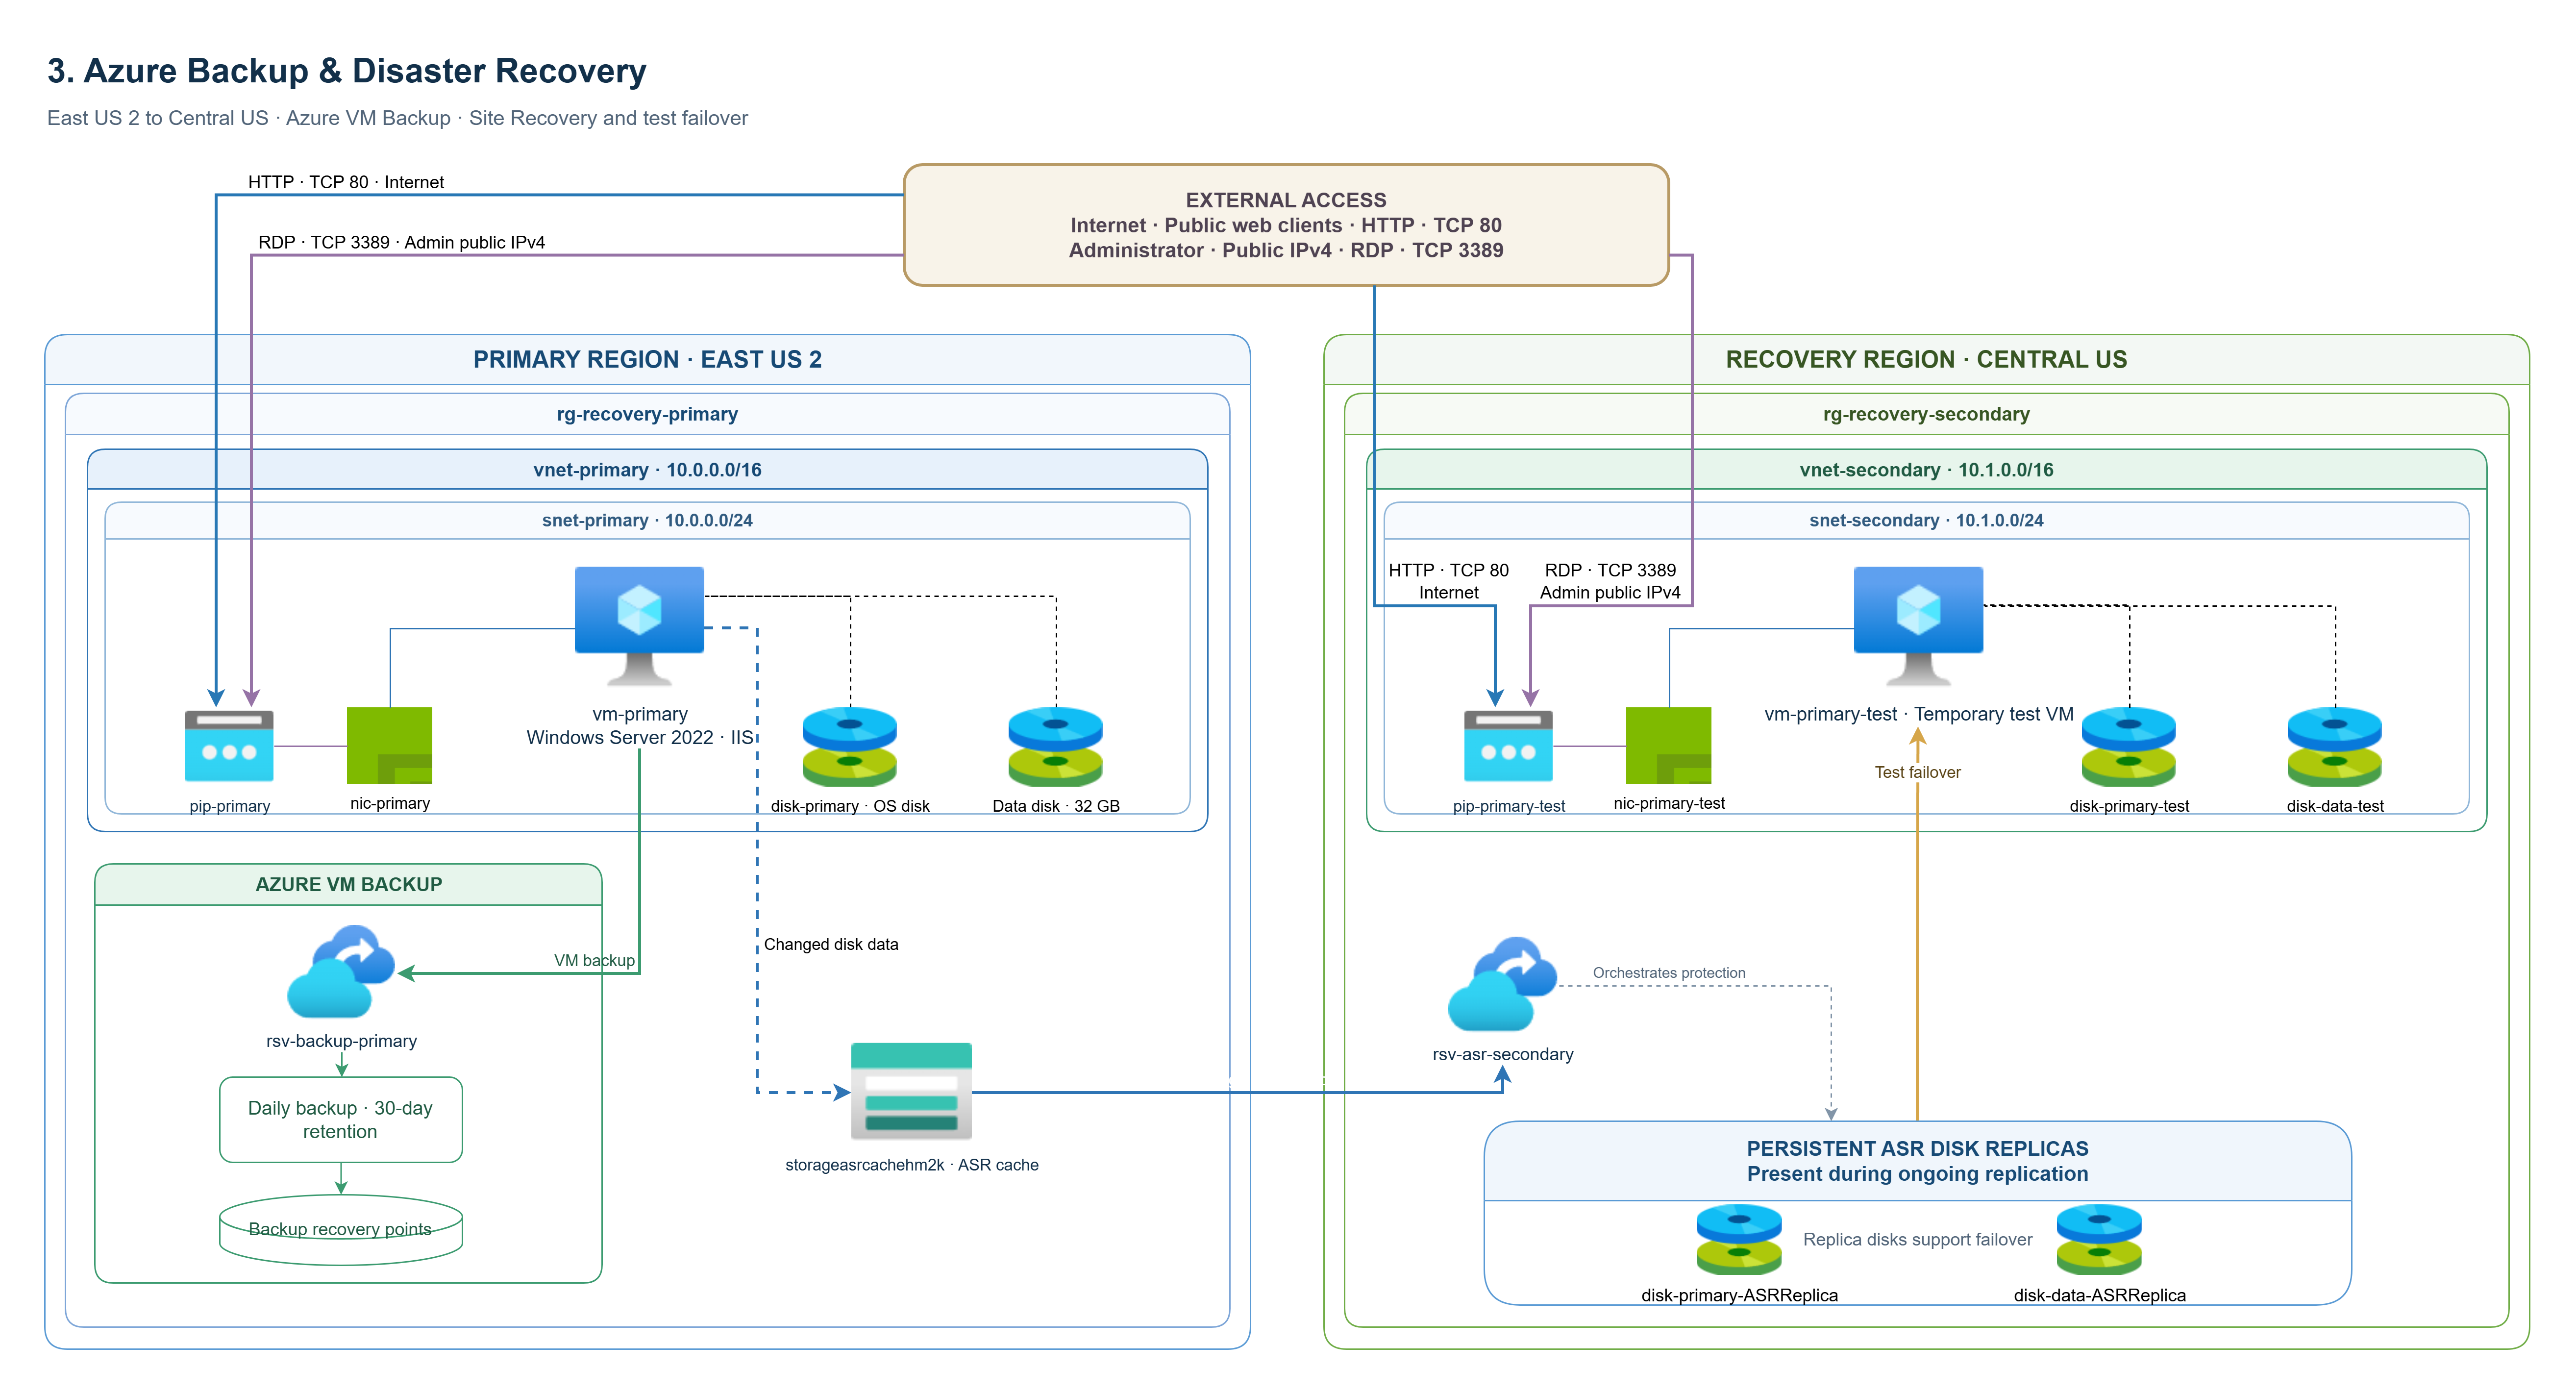 3. Azure Backup & Disaster Recovery
East US 2 to Central US · Azure VM Backup · Site Recovery and test failover
HTTP · TCP 80 · Internet
RDP · TCP 3389 · Admin public IPv4
EXTERNAL ACCESS
Internet · Public web clients · HTTP · TCP 80
Administrator · Public IPv4 · RDP · TCP 3389
PRIMARY REGION · EAST US 2
rg-recovery-primary
vnet-primary · 10.0.0.0/16
snet-primary · 10.0.0.0/24
vm-primary
Windows Server 2022 · IIS
pip-primary
nic-primary
disk-primary · OS disk
Data disk · 32 GB
AZURE VM BACKUP
VM backup
rsv-backup-primary
Daily backup · 30-day
retention
Backup recovery points
Changed disk data
storageasrcachehm2k · ASR cache
RECOVERY REGION · CENTRAL US
rg-recovery-secondary
vnet-secondary · 10.1.0.0/16
snet-secondary · 10.1.0.0/24
HTTP · TCP 80
Internet
RDP · TCP 3389
Admin public IPv4
vm-primary-test · Temporary test VM
Test failover
pip-primary-test
nic-primary-test
disk-primary-test
disk-data-test
rsv-asr-secondary
Orchestrates protection
PERSISTENT ASR DISK REPLICAS
Present during ongoing replication
Replica disks support failover
disk-primary-ASRReplica
disk-data-ASRReplica